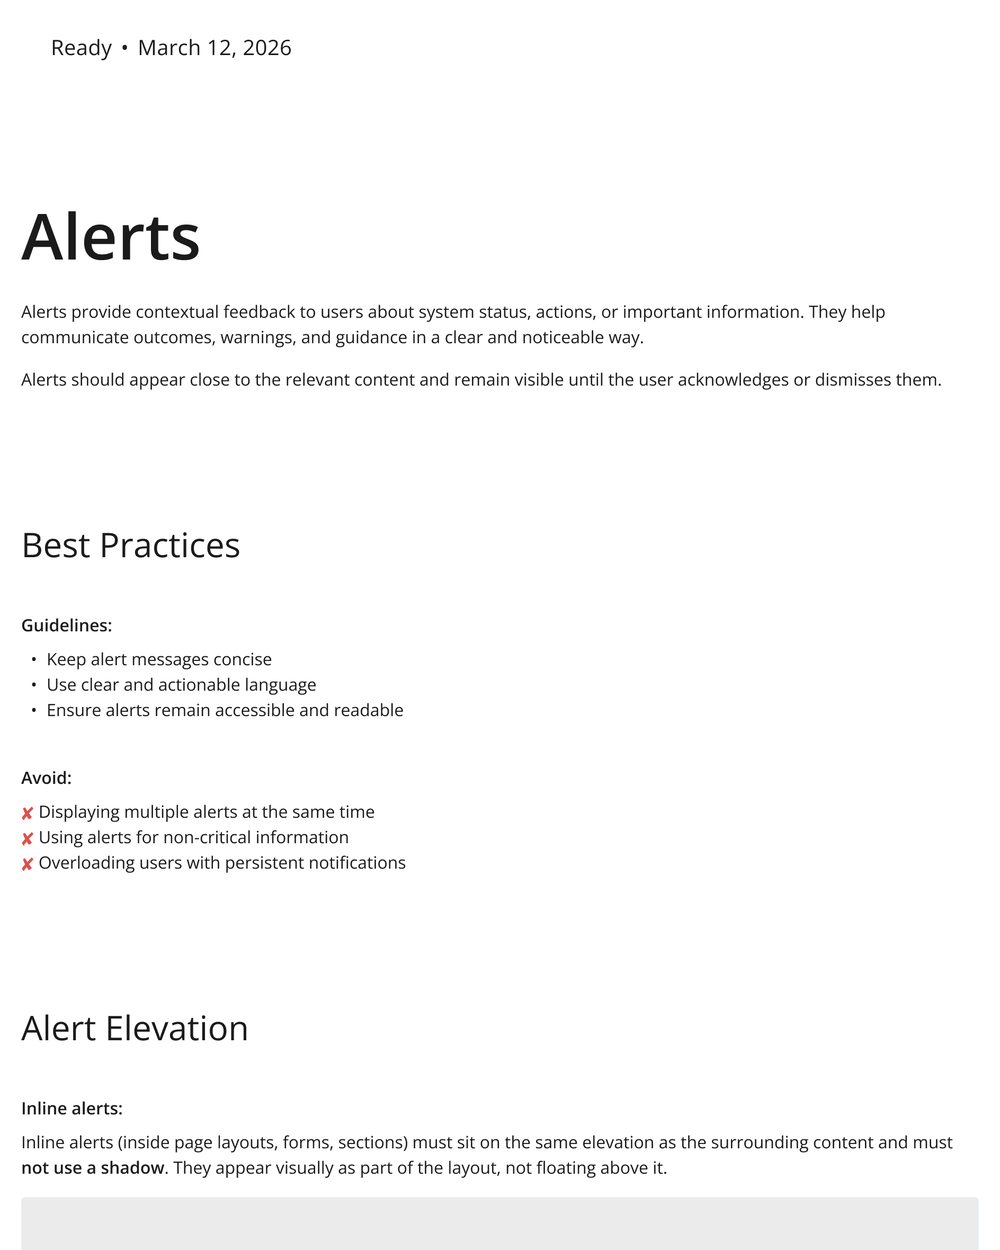 Ready • March 12, 2026
Alerts
Alerts provide contextual feedback to users about system status, actions, or important information. They help
communicate outcomes, warnings, and guidance in a clear and noticeable way.
Alerts should appear close to the relevant content and remain visible until the user acknowledges or dismisses them.
Best Practices
Guidelines:
• Keep alert messages concise
• Use clear and actionable language
• Ensure alerts remain accessible and readable
Avoid:
✘ Displaying multiple alerts at the same time
✘ Using alerts for non-critical information
✘ Overloading users with persistent notifications
Alert Elevation
Inline alerts:
Inline alerts (inside page layouts, forms, sections) must sit on the same elevation as the surrounding content and must
not use a shadow. They appear visually as part of the layout, not floating above it.